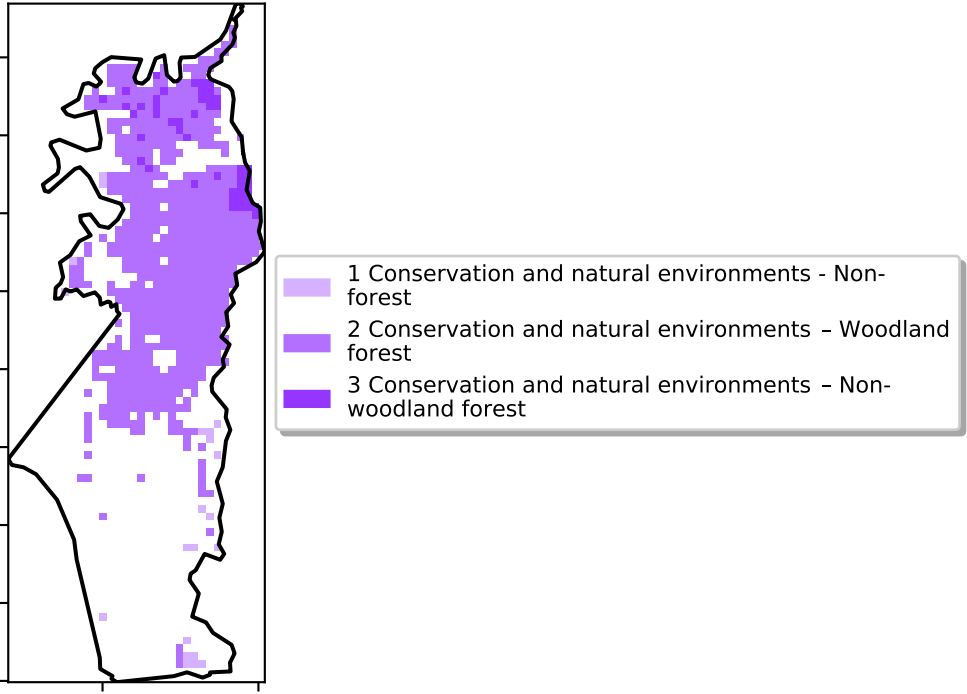 1 Conservation and natural environments - Non-
forest
2 Conservation and natural environments – Woodland
forest
3 Conservation and natural environments – Non-
woodland forest